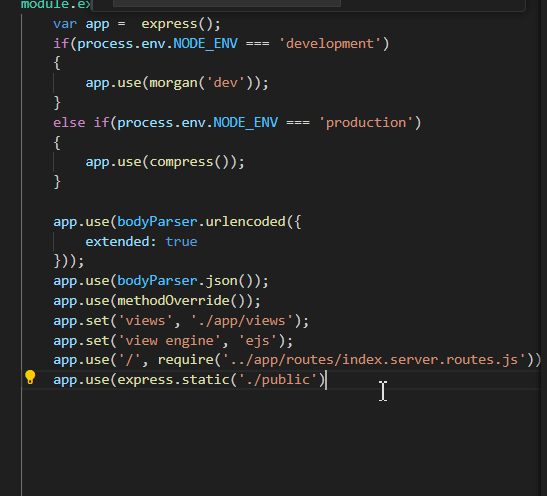 module.ex
var app =  express();
if(process.env.NODE_ENV === 'development')
{
app.use(morgan('dev'));
}
else if(process.env.NODE_ENV === 'production')
{
app.use(compress());
}
app.use(bodyParser.urlencoded({
extended: true
}));
app.use(bodyParser.json());
app.use(methodOverride());
app.set('views', './app/views');
app.set('view engine', 'ejs');
app.use('/', require('../app/routes/index.server.routes.js'))
app.use(express.static('./public')